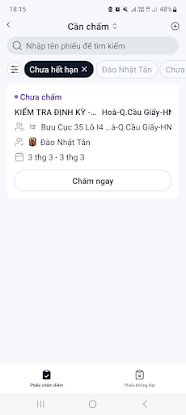 18:15
48%
Cần chấm
Nhập tên phiếu để tìm kiếm
Chưa hết hạn ×
Đào Nhật Tân
Chưa
Chưa chấm
KIỂM TRA ĐỊNH KỲ -... Hoà-Q.Cầu Giấy-HN
Bưu Cục 35 Lô I4 ...à-Q.Cầu Giấy-HN
Đào Nhật Tân
3 thg 3 - 3 thg 3
Chấm ngay
Phiếu chấm điểm
Phiếu không đạt